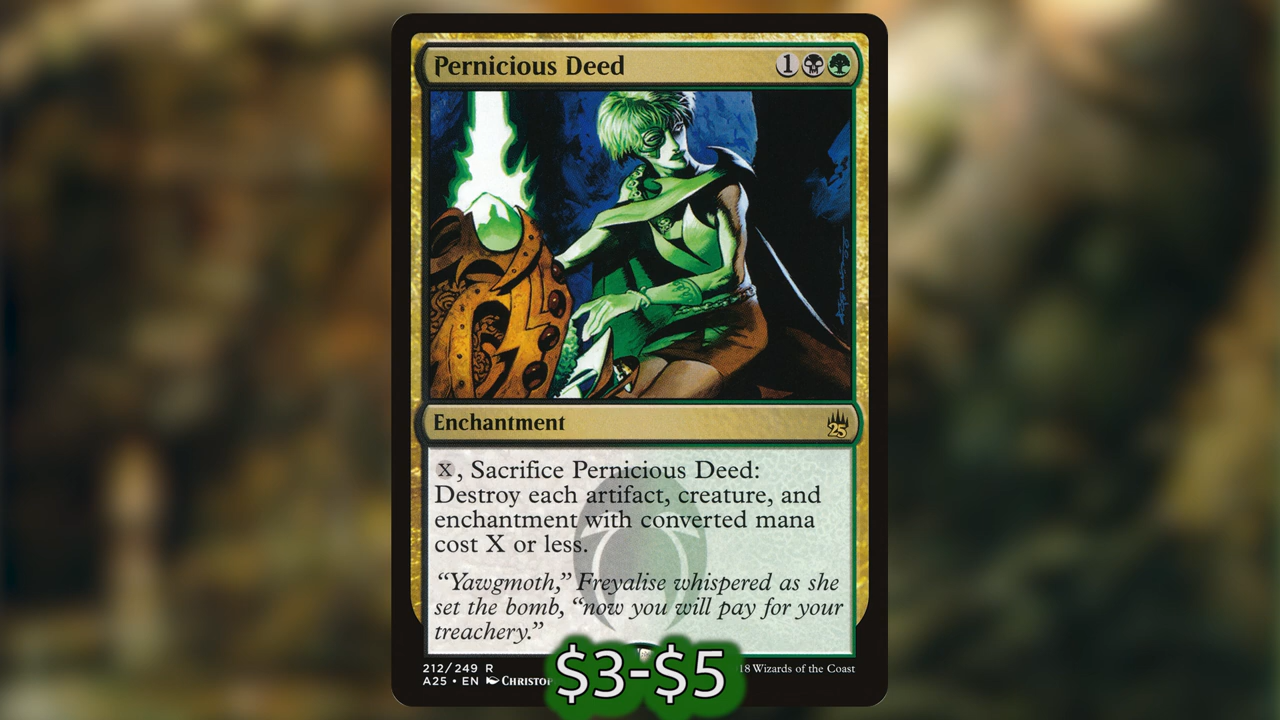 Pernicious Deed
1
Enchantment
25
X, Sacrifice Pernicious Deed:
Destroy each artifact, creature, and
enchantment with converted mana
cost X or less.
“Yawgmoth,” Freyalise whispered as she
set the bomb, “now you will pay for your
treachery.”
212/249 R
18 Wizards of the Coast
A25 • EN
$3-$5